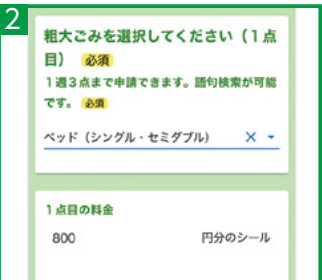 2
粗大ごみを選択してください（1点
目） 必須
1週3点まで申請できます。語句検索が可能
です。 必須
ベッド（シングル・セミダブル）
1点目の料金
800 円分のシール